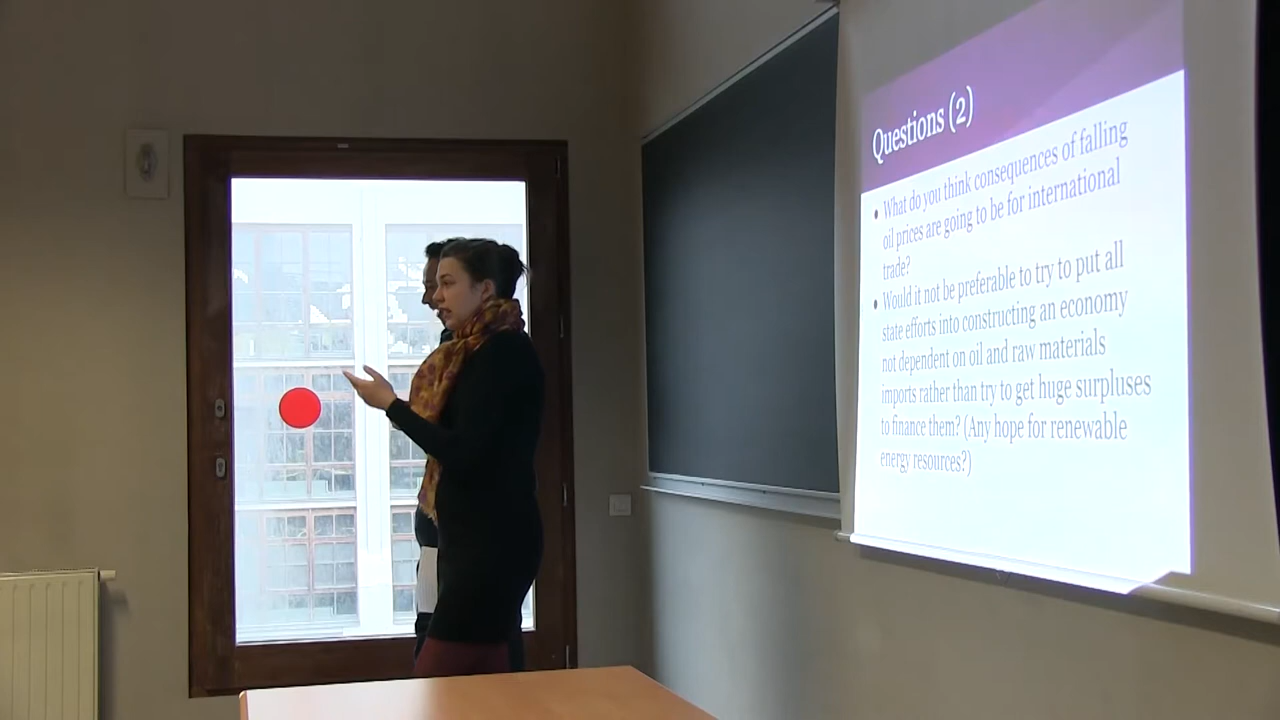 Questions (2)
• What do you think consequences of falling
oil prices are going to be for international
trade?
• Would it not be preferable to try to put all
state efforts into constructing an economy
not dependent on oil and raw materials
imports rather than try to get huge surpluses
to finance them? (Any hope for renewable
energy resources?)